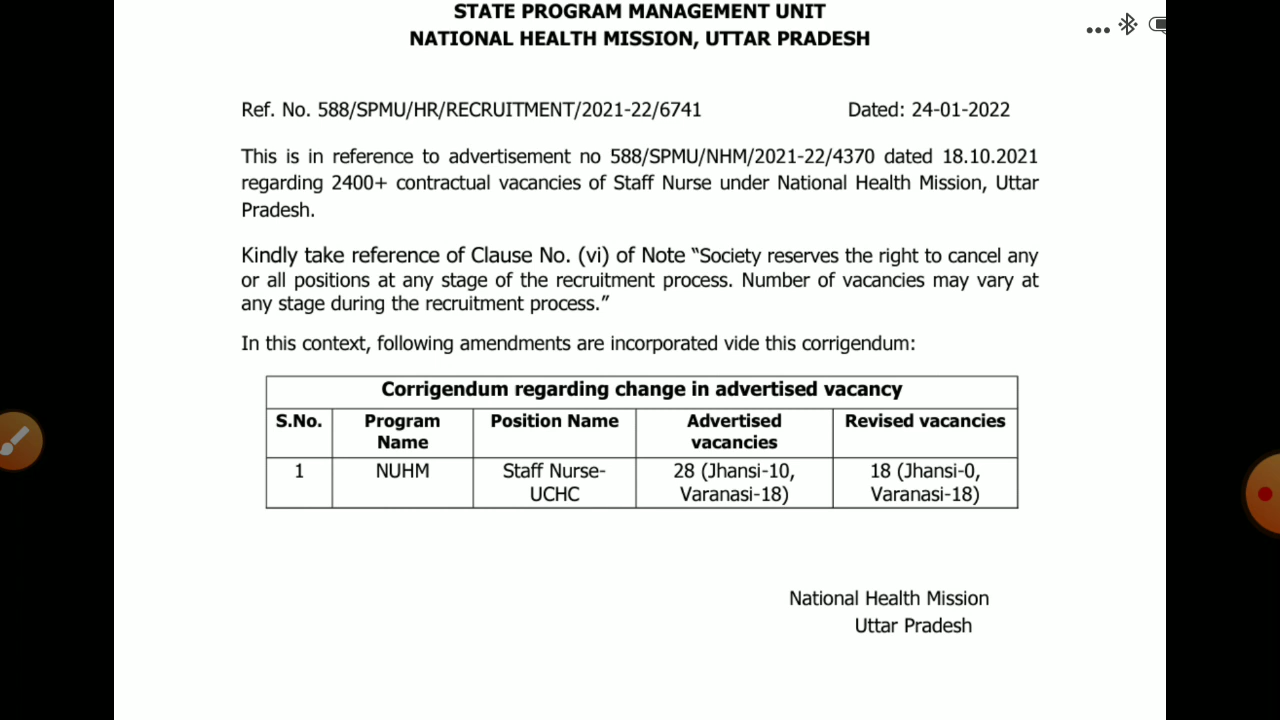 STATE PROGRAM MANAGEMENT UNIT
NATIONAL HEALTH MISSION, UTTAR PRADESH
Ref. No. 588/SPMU/HR/RECRUITMENT/2021-22/6741 Dated: 24-01-2022
This is in reference to advertisement no 588/SPMU/NHM/2021-22/4370 dated 18.10.2021
regarding 2400+ contractual vacancies of Staff Nurse under National Health Mission, Uttar
Pradesh.
Kindly take reference of Clause No. (vi) of Note “Society reserves the right to cancel any
or all positions at any stage of the recruitment process. Number of vacancies may vary at
any stage during the recruitment process.”
In this context, following amendments are incorporated vide this corrigendum:
Corrigendum regarding change in advertised vacancy
S.No. Program Position Name Advertised Revised vacancies
Name vacancies
1 NUHM Staff Nurse- 28 (Jhansi-10, 18 (Jhansi-0,
UCHC Varanasi-18) Varanasi-18)
National Health Mission
Uttar Pradesh